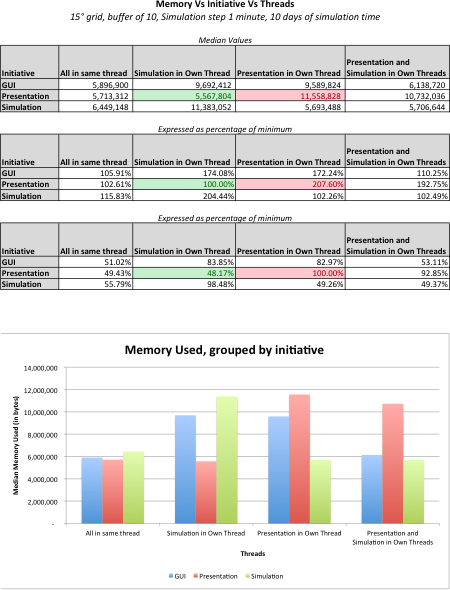 Memory Vs Initiative Vs Threads
15° grid, buffer of 10, Simulation step 1 minute, 10 days of simulation time
Median Values
Initiative All in same thread Simulation in Own Thread Presentation in Own Thread Presentation and Simulation in Own Threads
GUI 5,896,900 9,692,412 9,589,824 6,138,720
Presentation 5,713,312 5,567,804 11,558,828 10,732,036
Simulation 6,449,148 11,383,052 5,693,488 5,706,644
Expressed as percentage of minimum
Initiative All in same thread Simulation in Own Thread Presentation in Own Thread Presentation and Simulation in Own Threads
GUI 105.91% 174.08% 172.24% 110.25%
Presentation 102.61% 100.00% 207.60% 192.75%
Simulation 115.83% 204.44% 102.26% 102.49%
Expressed as percentage of minimum
Initiative All in same thread Simulation in Own Thread Presentation in Own Thread Presentation and Simulation in Own Threads
GUI 51.02% 83.85% 82.97% 53.11%
Presentation 49.43% 48.17% 100.00% 92.85%
Simulation 55.79% 98.48% 49.26% 49.37%
Memory Used, grouped by initiative
Median Memory Used (in bytes)
14,000,000
12,000,000
10,000,000
8,000,000
6,000,000
4,000,000
2,000,000
-
All in same thread Simulation in Own Thread Presentation in Own Thread Presentation and
Simulation in Own Threads
Threads
GUI Presentation Simulation